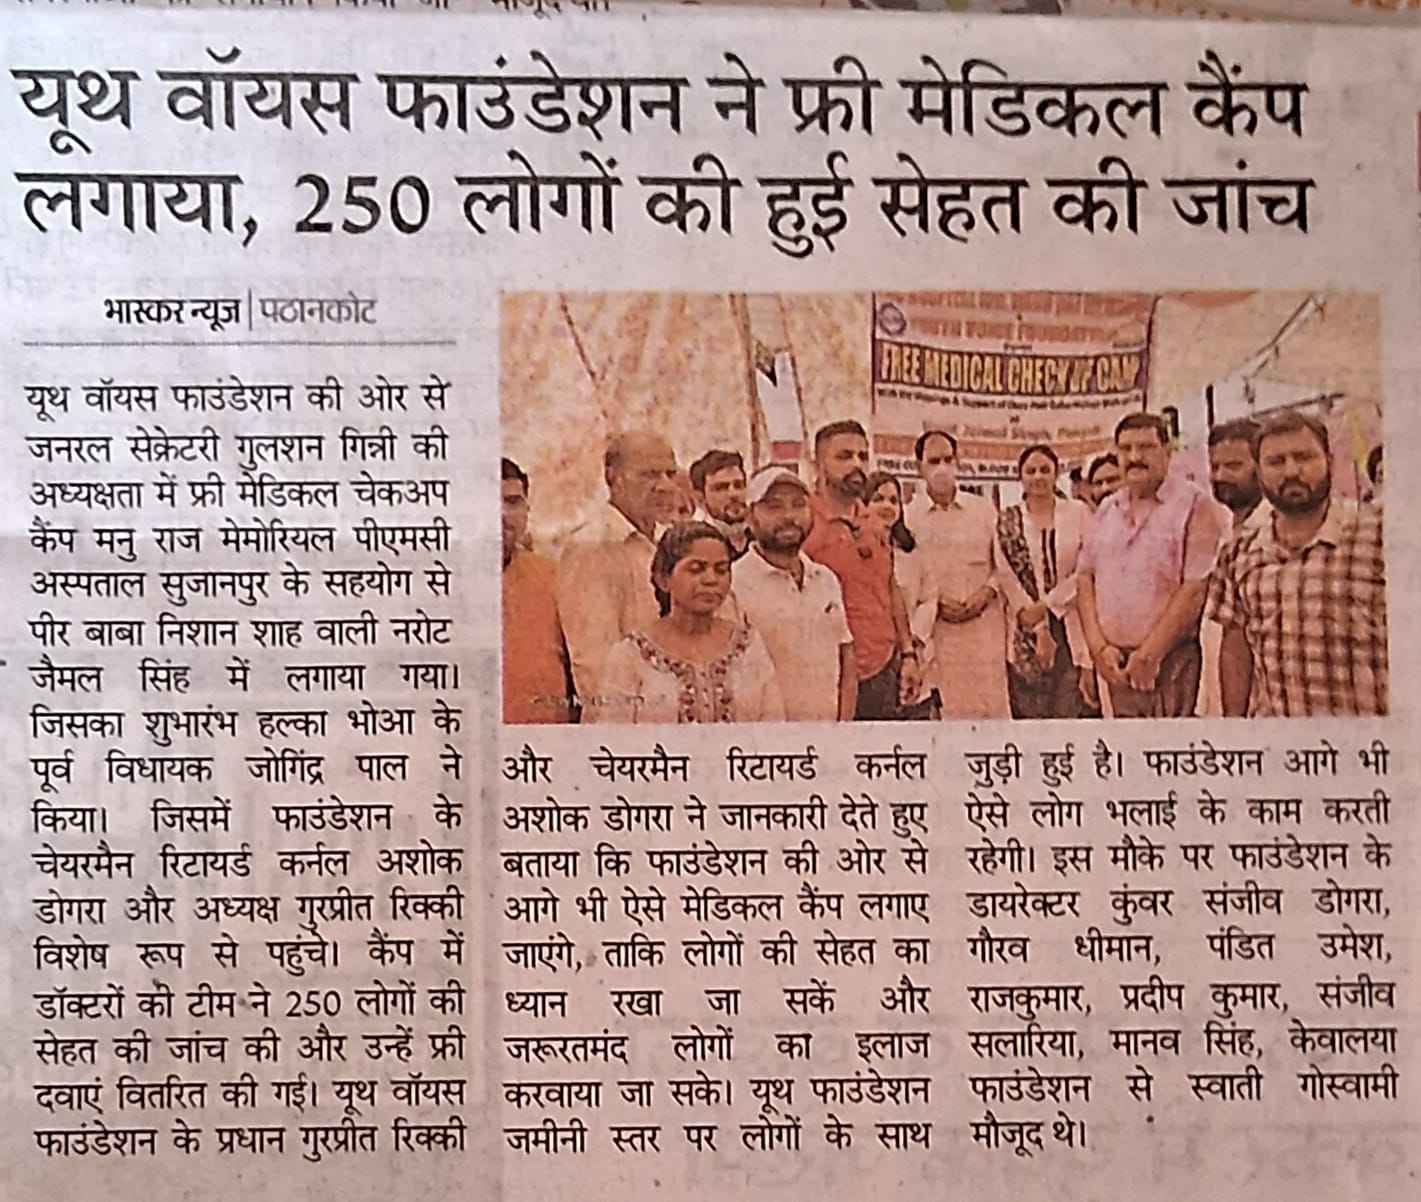 यूथ वॉयस फाउंडेशन ने फ्री मेडिकल कैंप
लगाया, 250 लोगों की हुई सेहत की जांच
भास्कर न्यूज | पठानकोट
यूथ वॉयस फाउंडेशन की ओर से
जनरल सेक्रेटरी गुलशन गिन्नी की
अध्यक्षता में फ्री मेडिकल चेकअप
कैंप मनु राज मेमोरियल पीएमसी
अस्पताल सुजानपुर के सहयोग से
पीर बाबा निशान शाह वाली नरोट
जैमल सिंह में लगाया गया।
जिसका शुभारंभ हल्का भोआ के
पूर्व विधायक जोगिंद्र पाल ने
किया। जिसमें फाउंडेशन के
चेयरमैन रिटायर्ड कर्नल अशोक
डोगरा और अध्यक्ष गुरप्रीत रिक्की
विशेष रूप से पहुंचे। कैंप में
डॉक्टरों की टीम ने 250 लोगों की
सेहत की जांच की और उन्हें फ्री
दवाएं वितरित की गई। यूथ वॉयस
फाउंडेशन के प्रधान गुरप्रीत रिक्की
YOUTH VOICE FOUNDATION
FREE MEDICAL CHECK UP CAM
और चेयरमैन रिटायर्ड कर्नल
अशोक डोगरा ने जानकारी देते हुए
बताया कि फाउंडेशन की ओर से
आगे भी ऐसे मेडिकल कैंप लगाए
जाएंगे, ताकि लोगों की सेहत का
ध्यान रखा जा सकें और
जरूरतमंद लोगों का इलाज
करवाया जा सके। यूथ फाउंडेशन
जमीनी स्तर पर लोगों के साथ
जुड़ी हुई है। फाउंडेशन आगे भी
ऐसे लोग भलाई के काम करती
रहेगी। इस मौके पर फाउंडेशन के
डायरेक्टर कुंवर संजीव डोगरा,
गौरव धीमान, पंडित उमेश,
राजकुमार, प्रदीप कुमार, संजीव
सलारिया, मानव सिंह, केवालया
फाउंडेशन से स्वाती गोस्वामी
मौजूद थे।